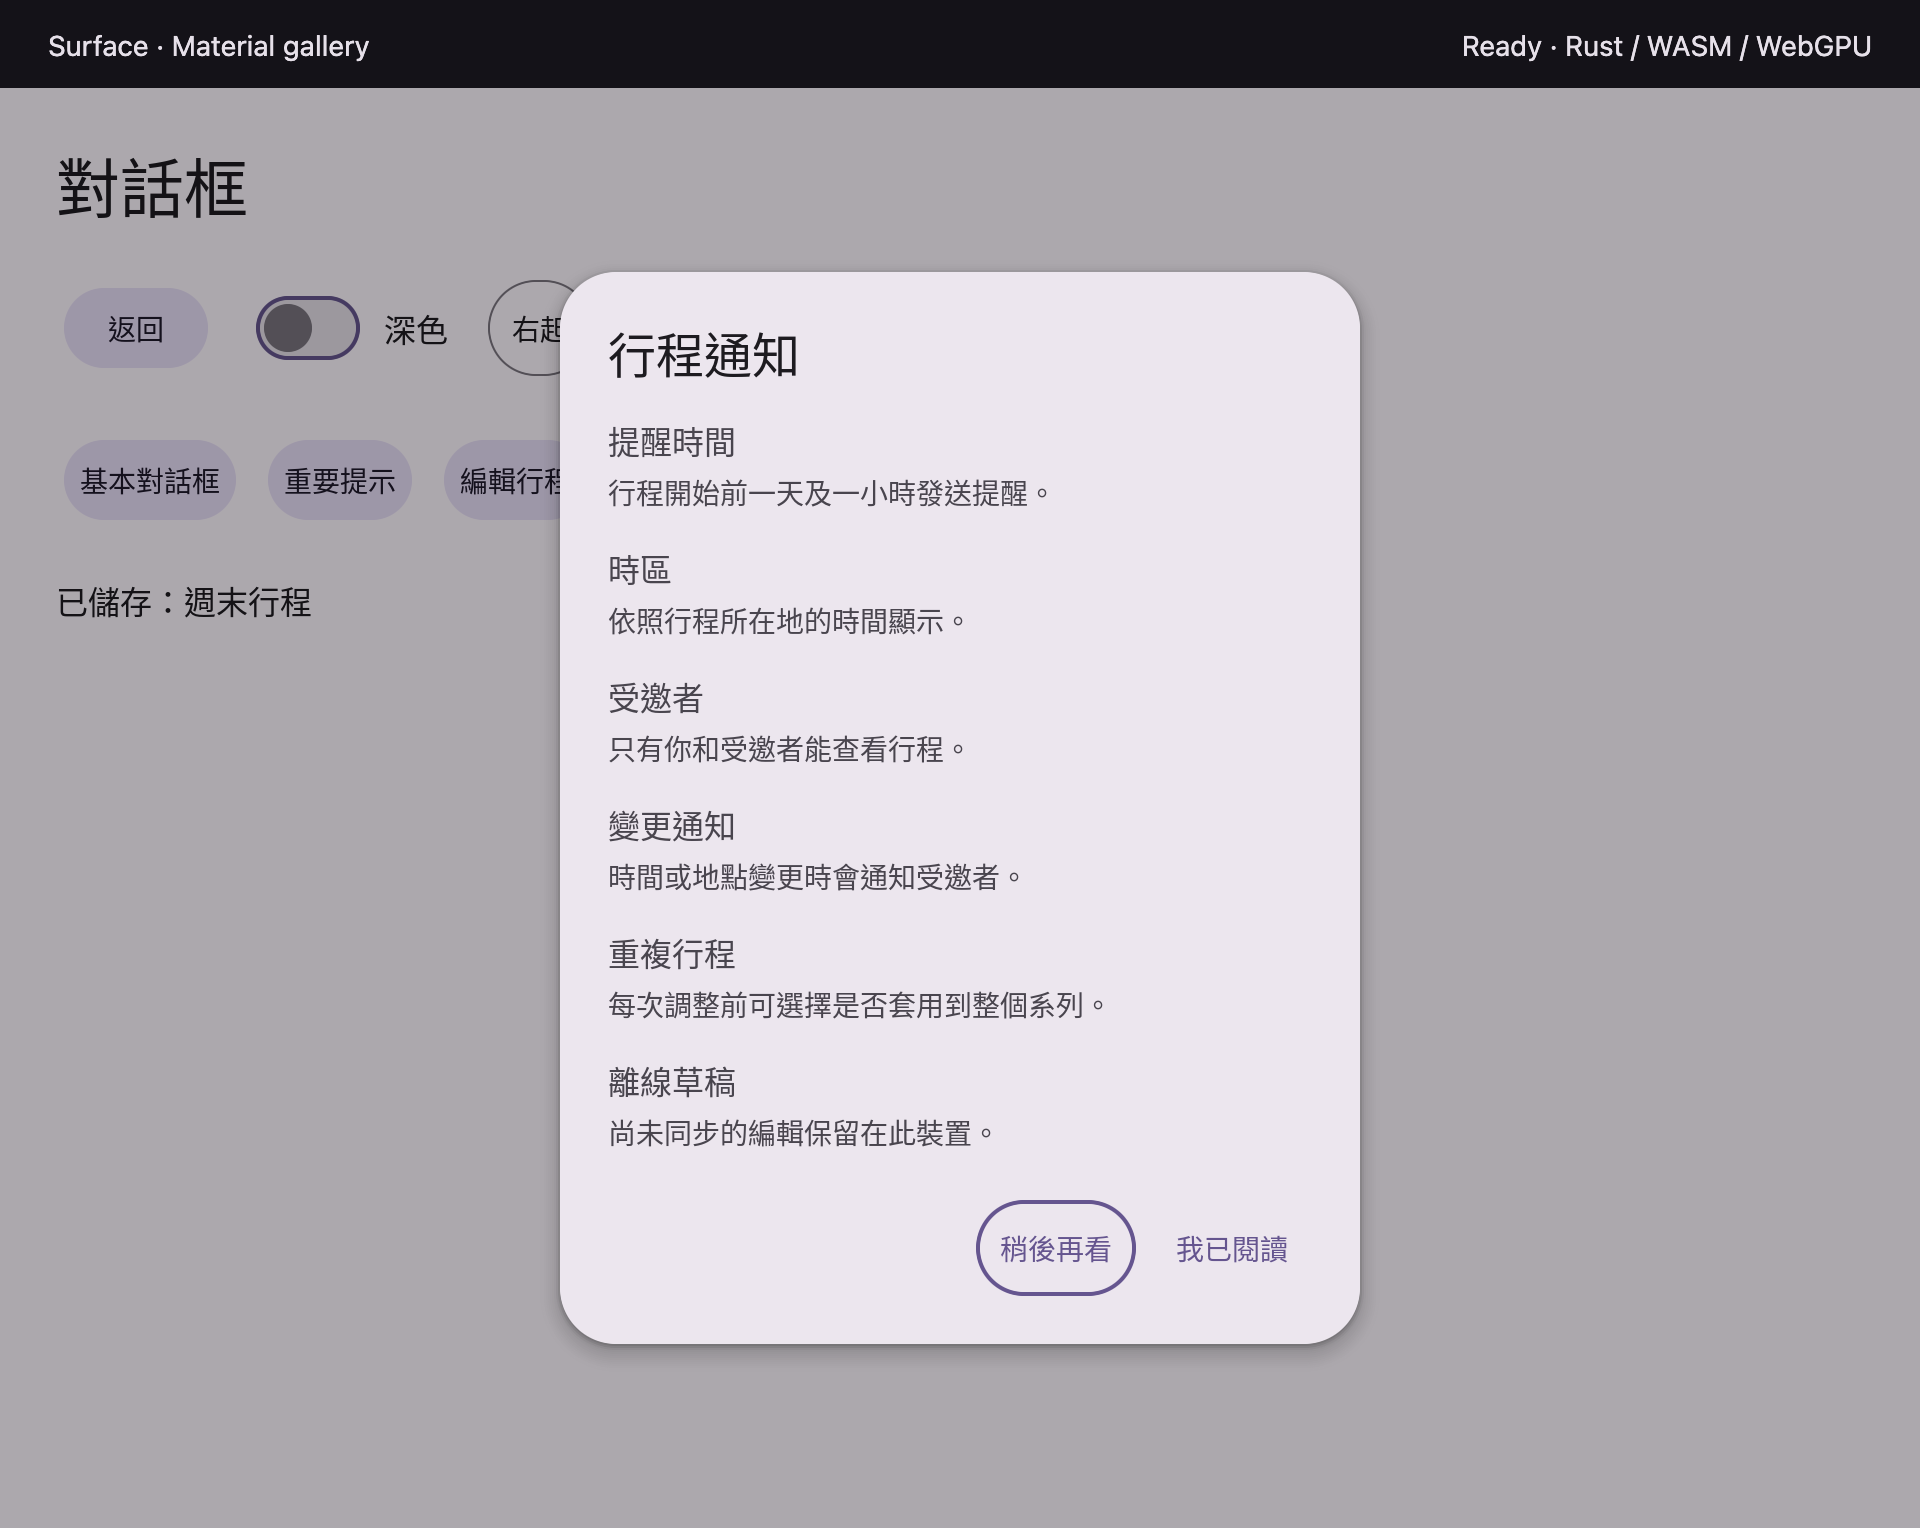 Surface · Material gallery
Ready · Rust / WASM / WebGPU
對話框
返回
深色
右起
基本對話框
重要提示
編輯行程
已儲存：週末行程
行程通知
提醒時間
行程開始前一天及一小時發送提醒。
時區
依照行程所在地的時間顯示。
受邀者
只有你和受邀者能查看行程。
變更通知
時間或地點變更時會通知受邀者。
重複行程
每次調整前可選擇是否套用到整個系列。
離線草稿
尚未同步的編輯保留在此裝置。
稍後再看
我已閱讀